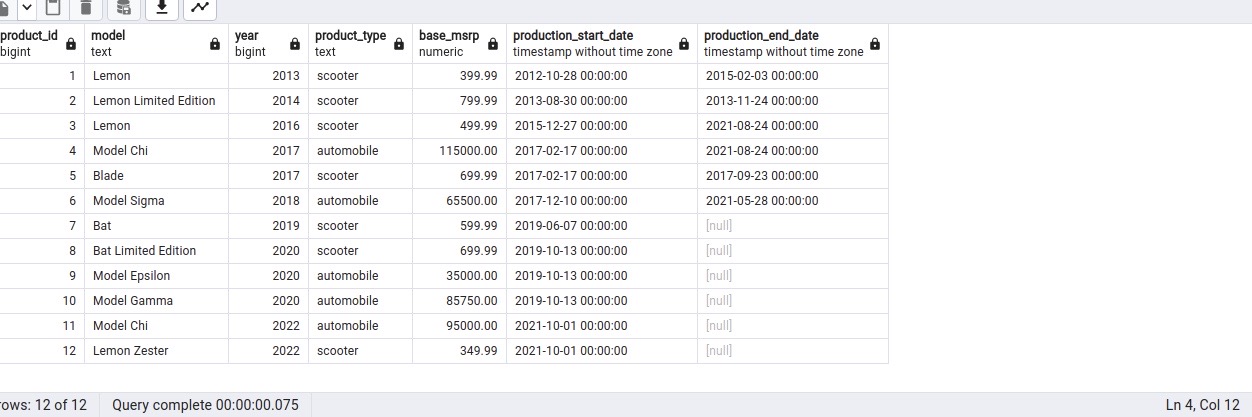 product_id model year product_type base_msrp production_start_date production_end_date
bigint text bigint text numeric timestamp without time zone timestamp without time zone
1 Lemon 2013 scooter 399.99 2012-10-28 00:00:00 2015-02-03 00:00:00
2 Lemon Limited Edition 2014 scooter 799.99 2013-08-30 00:00:00 2013-11-24 00:00:00
3 Lemon 2016 scooter 499.99 2015-12-27 00:00:00 2021-08-24 00:00:00
4 Model Chi 2017 automobile 115000.00 2017-02-17 00:00:00 2021-08-24 00:00:00
5 Blade 2017 scooter 699.99 2017-02-17 00:00:00 2017-09-23 00:00:00
6 Model Sigma 2018 automobile 65500.00 2017-12-10 00:00:00 2021-05-28 00:00:00
7 Bat 2019 scooter 599.99 2019-06-07 00:00:00 [null]
8 Bat Limited Edition 2020 scooter 699.99 2019-10-13 00:00:00 [null]
9 Model Epsilon 2020 automobile 35000.00 2019-10-13 00:00:00 [null]
10 Model Gamma 2020 automobile 85750.00 2019-10-13 00:00:00 [null]
11 Model Chi 2022 automobile 95000.00 2021-10-01 00:00:00 [null]
12 Lemon Zester 2022 scooter 349.99 2021-10-01 00:00:00 [null]
rows: 12 of 12 Query complete 00:00:00.075 Ln 4, Col 12